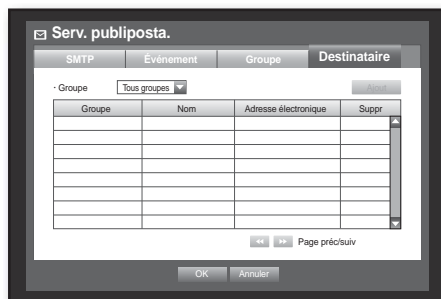 Serv. publiposta.
SMTP Événement Groupe Destinataire
· Groupe Tous groupes Ajout
Groupe Nom Adresse électronique Suppr
Page préc/suiv
OK Annuler